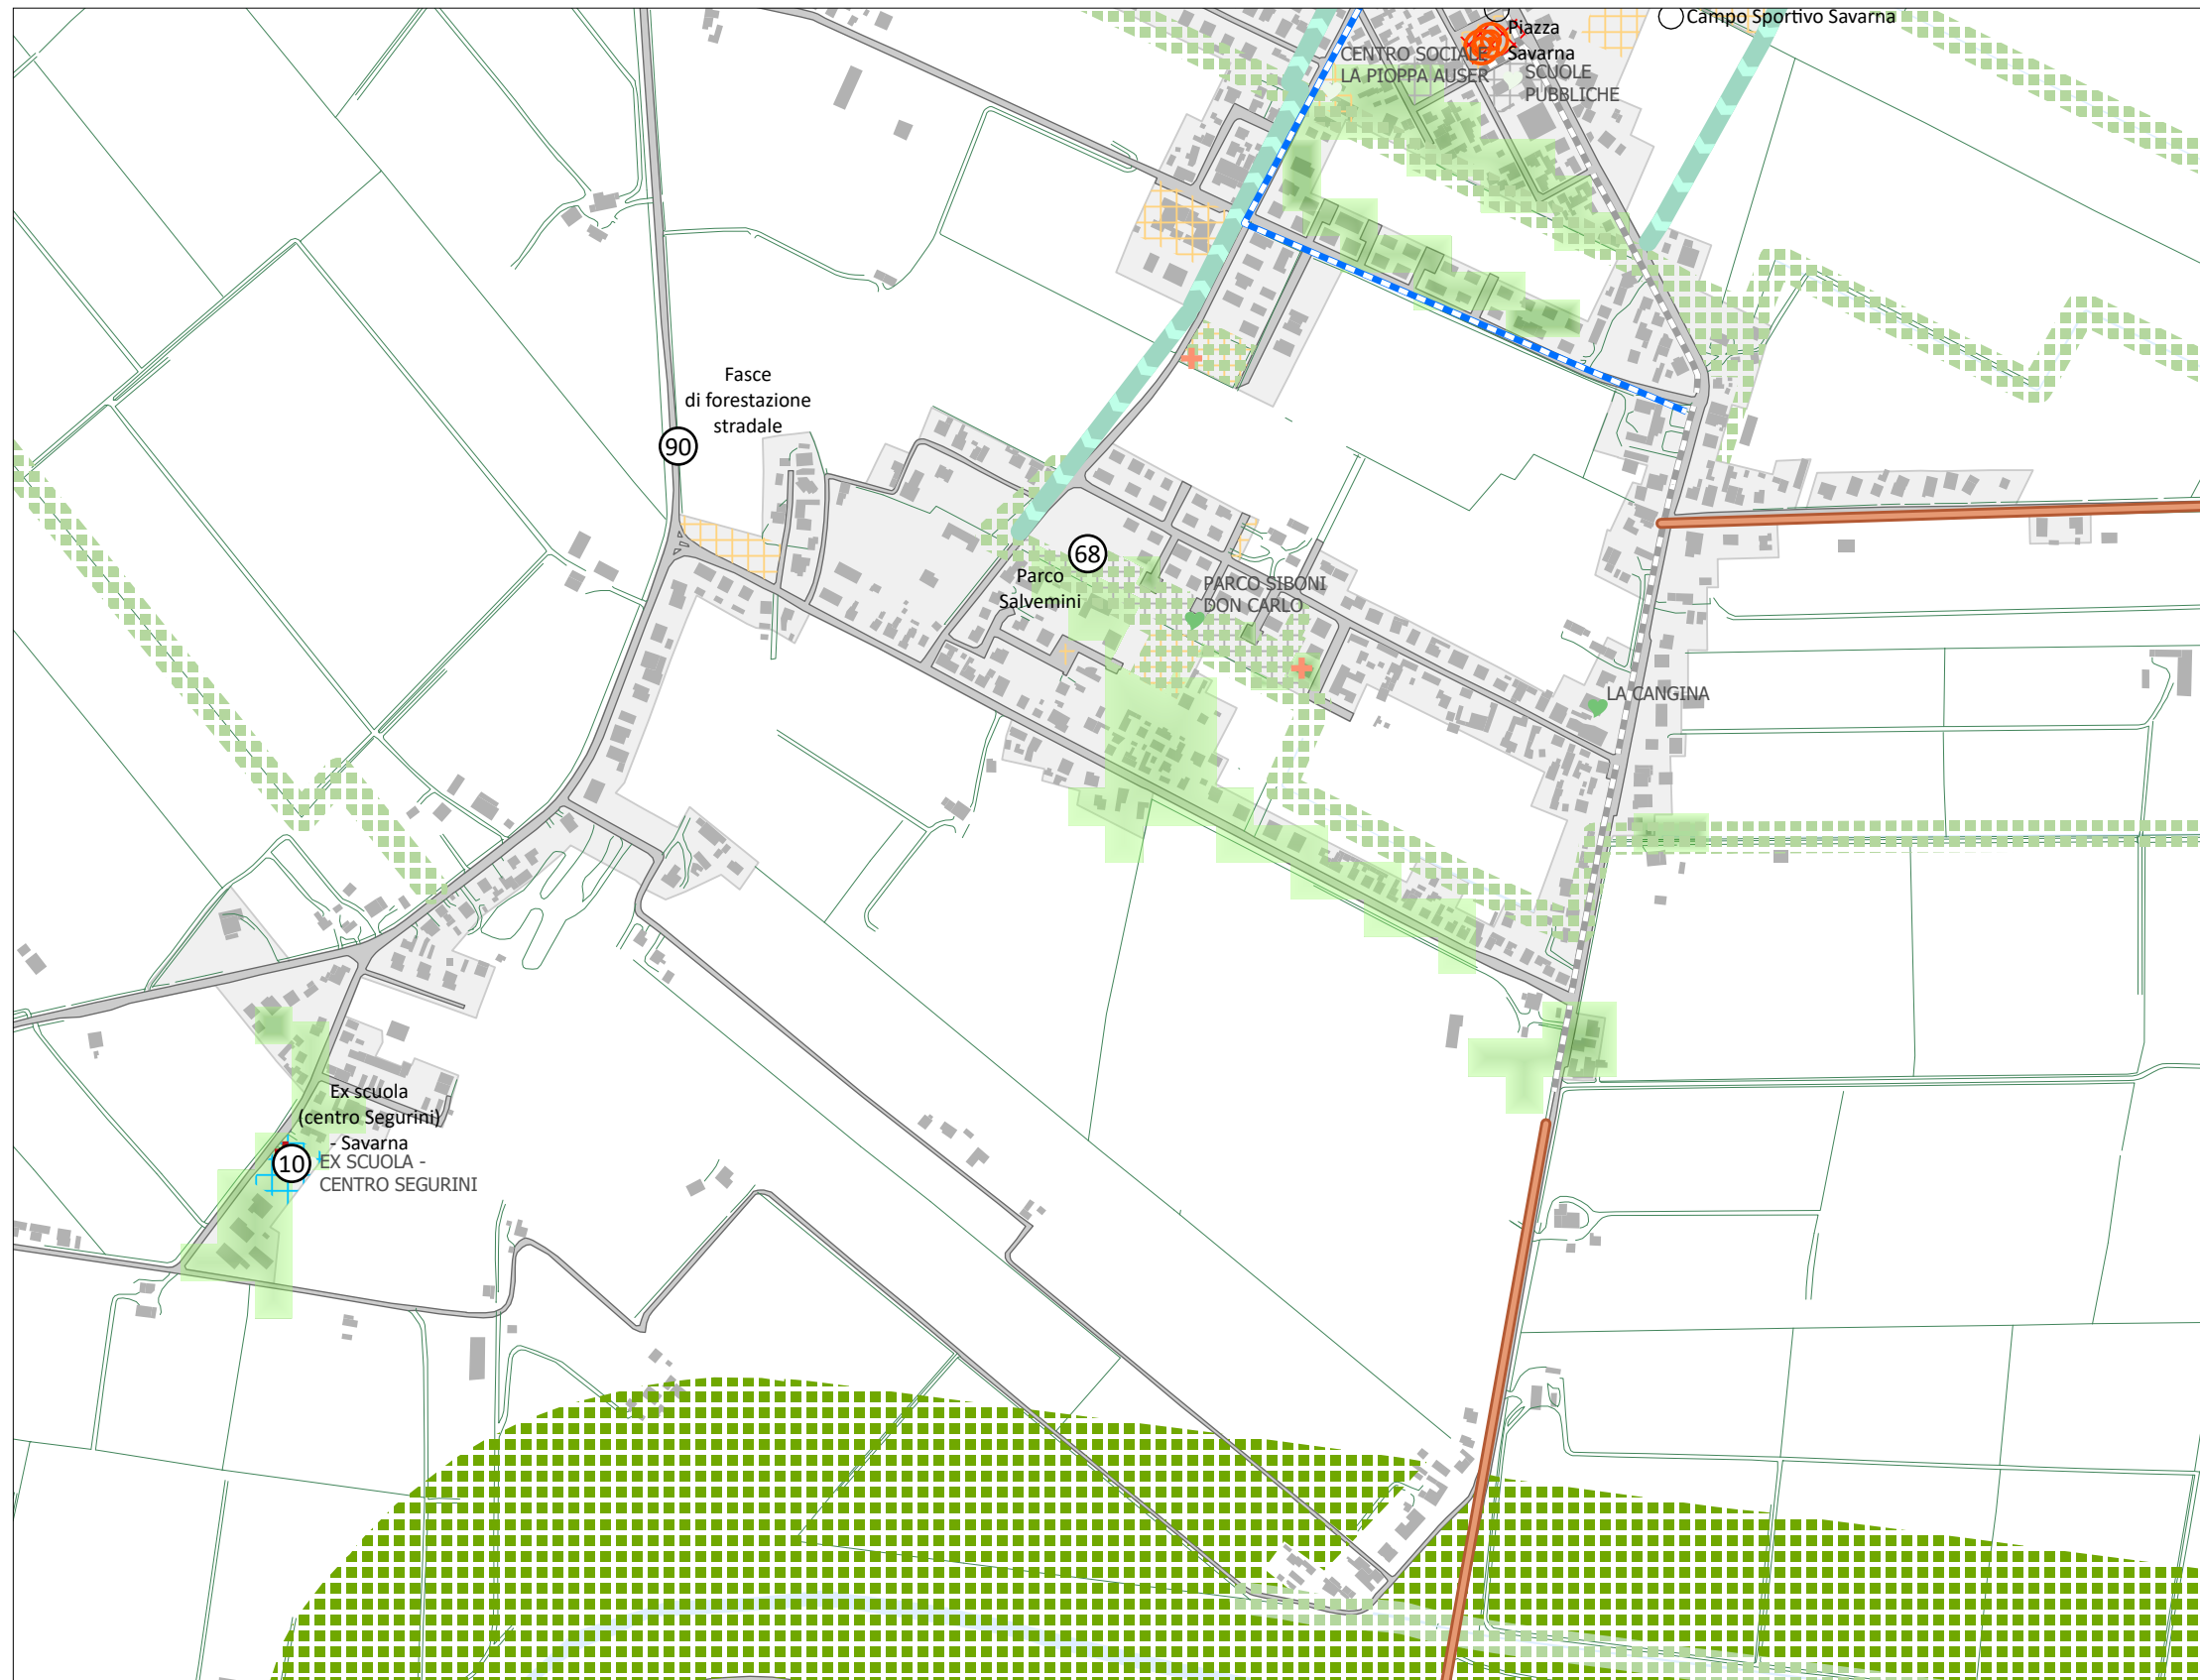 Campo Sportivo Savarna
Piazza
Savarna
CENTRO SOCIALE
LA PIOPPA AUSER
SCUOLE
PUBBLICHE
Fasce
di forestazione
stradale
90
68
Parco
Salvemini
PARCO SIBONI
DON CARLO
LA CANGINA
Ex scuola
(centro Segurini)
- Savarna
10
EX SCUOLA -
CENTRO SEGURINI